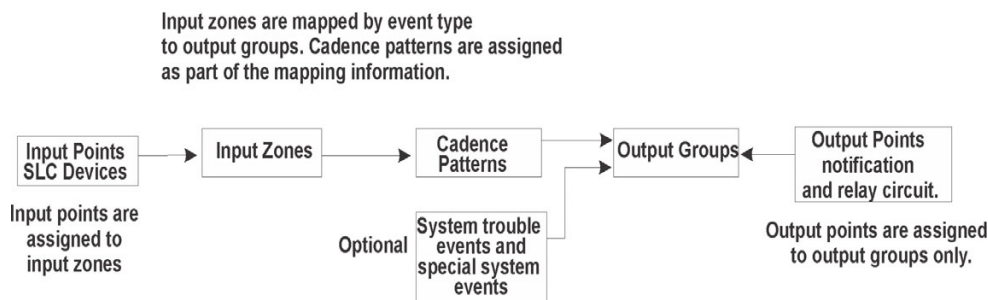 Input zones are mapped by event type
to output groups. Cadence patterns are assigned
as part of the mapping information.
Input Points
SLC Devices
Input Zones
Cadence
Patterns
Output Groups
Output Points
notification
and relay circuit.
Input points are
assigned to
input zones
Optional
System trouble
events and
special system
events
Output points are assigned
to output groups only.